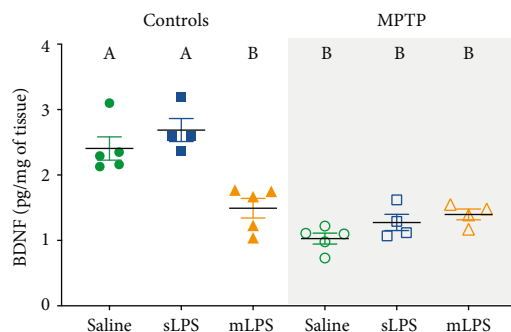 Controls MPTP
A A B B B B
4
3
2
1
0
BDNF (pg/mg of tissue)
Saline sLPS mLPS Saline sLPS mLPS